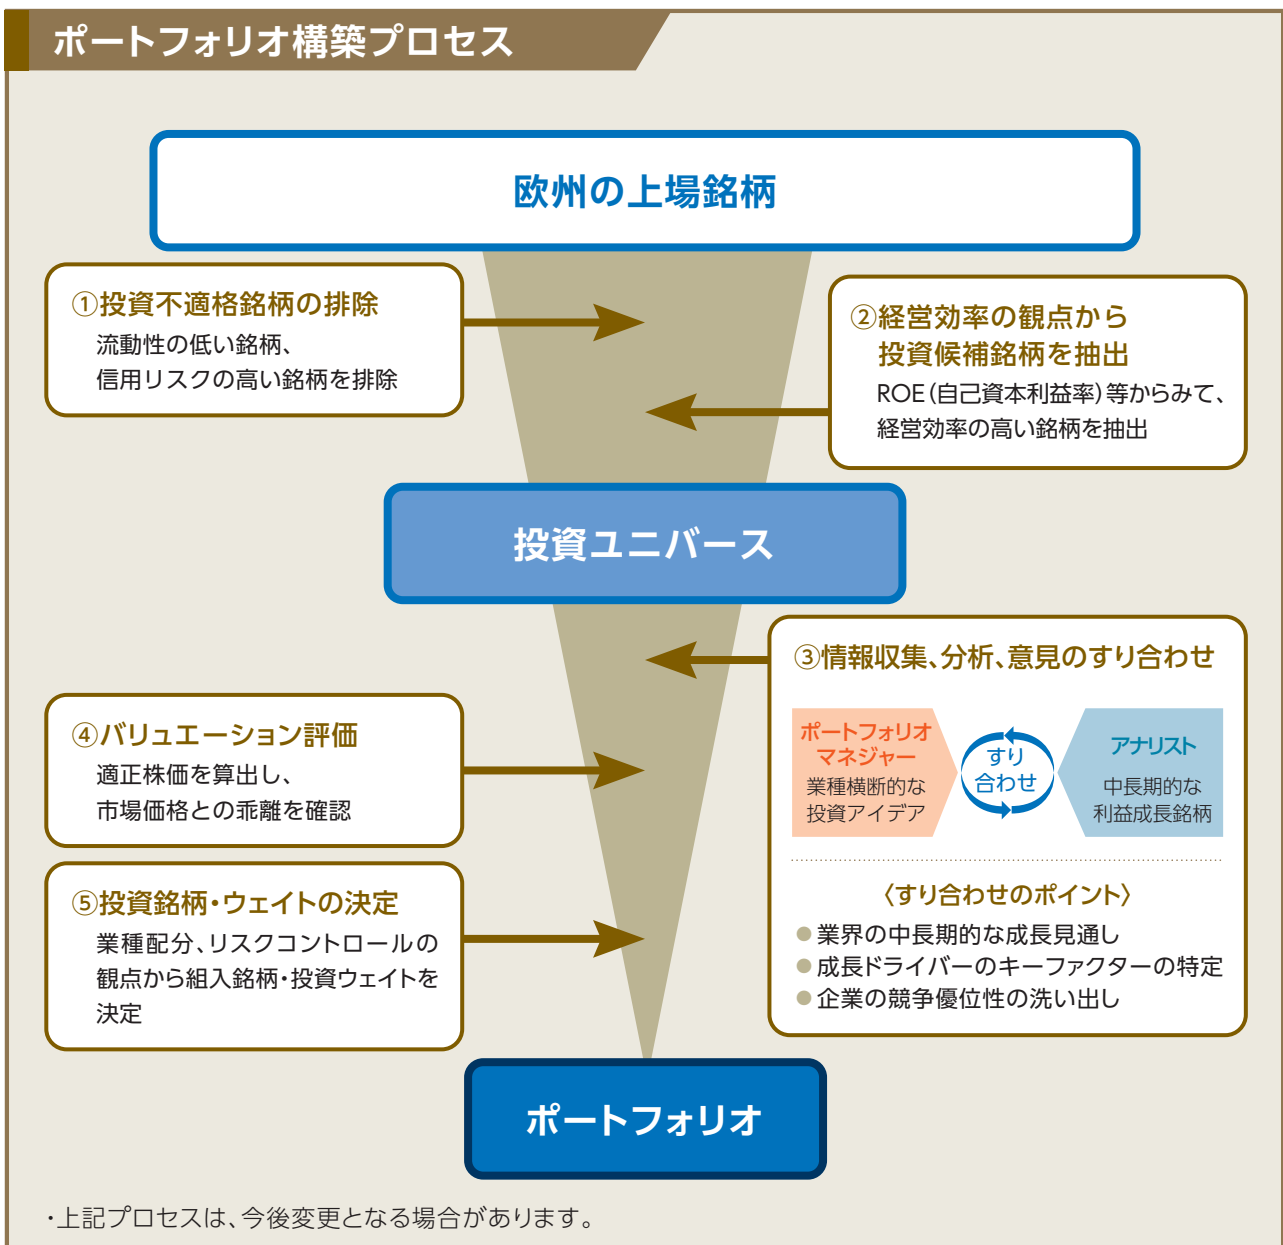 ポートフォリオ構築プロセス
欧州の上場銘柄
①投資不適格銘柄の排除
流動性の低い銘柄、
信用リスクの高い銘柄を排除
②経営効率の観点から
投資候補銘柄を抽出
ROE(自己資本利益率)等からみて、
経営効率の高い銘柄を抽出
投資ユニバース
③情報収集、分析、意見のすり合わせ
ポートフォリオ
マネジャー
業種横断的な
投資アイデア
すり
合わせ
アナリスト
中長期的な
利益成長銘柄
〈すり合わせのポイント〉
●業界の中長期的な成長見通し
●成長ドライバーのキーファクターの特定
●企業の競争優位性の洗い出し
④バリュエーション評価
適正株価を算出し、
市場価格との乖離を確認
⑤投資銘柄・ウェイトの決定
業種配分、リスクコントロールの
観点から組入銘柄・投資ウェイトを
決定
ポートフォリオ
・上記プロセスは、今後変更となる場合があります。